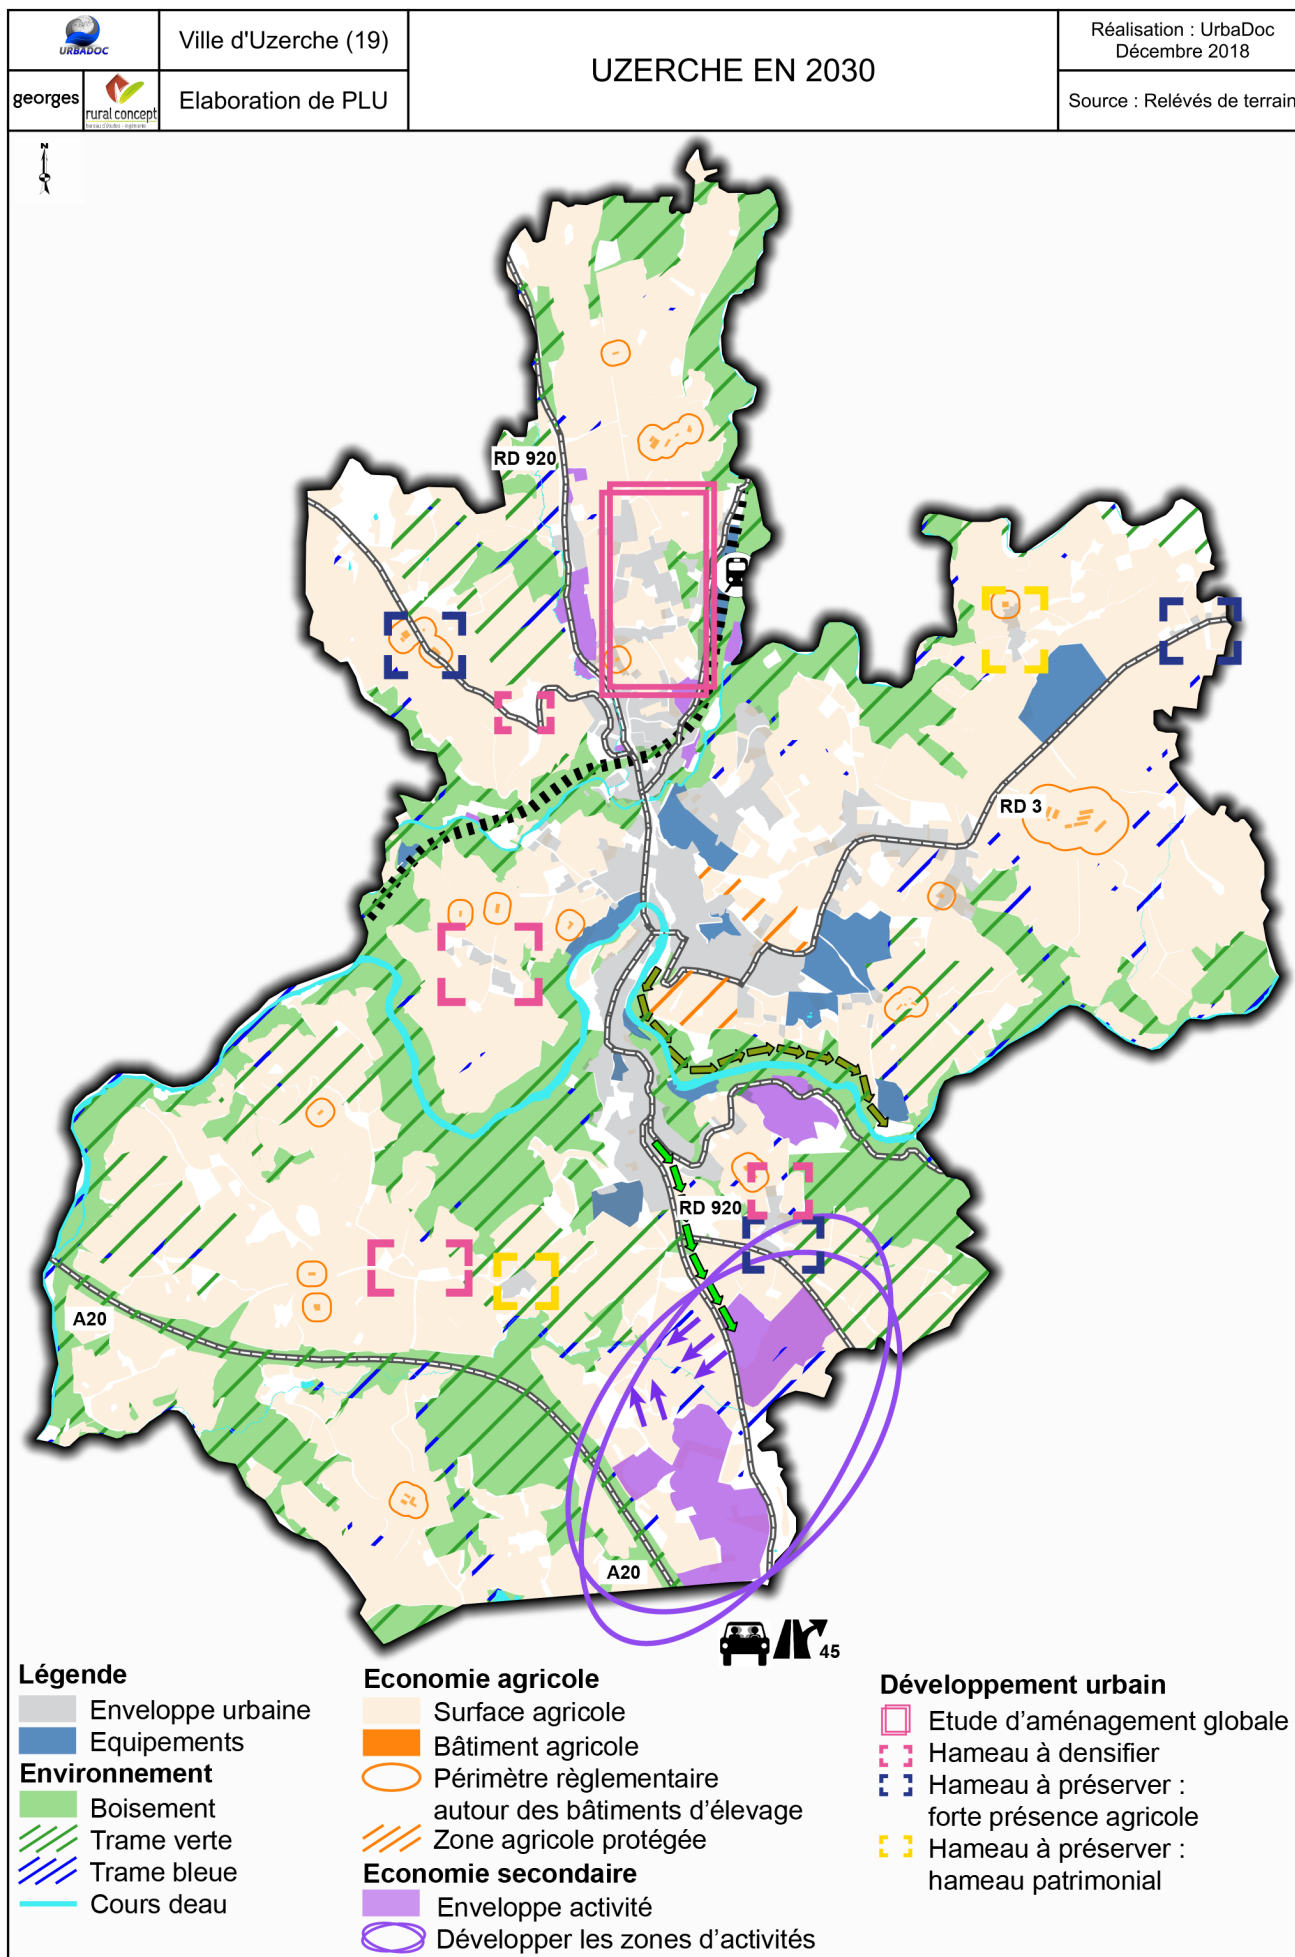 URBADOC
georges
rural concept
Ville d'Uzerche (19)
Elaboration de PLU
UZERCHE EN 2030
Réalisation : UrbaDoc
Décembre 2018
Source : Rélévés de terrain
N
RD 920
RD 3
RD 920
A20
A20
45
Légende
Enveloppe urbaine
Equipements
Environnement
Boisement
Trame verte
Trame bleue
Cours deau
Economie agricole
Surface agricole
Bâtiment agricole
Périmètre règlementaire
autour des bâtiments d'élevage
Zone agricole protégée
Economie secondaire
Enveloppe activité
Développer les zones d'activités
Développement urbain
Etude d'aménagement globale
Hameau à densifier
Hameau à préserver :
forte présence agricole
Hameau à préserver :
hameau patrimonial